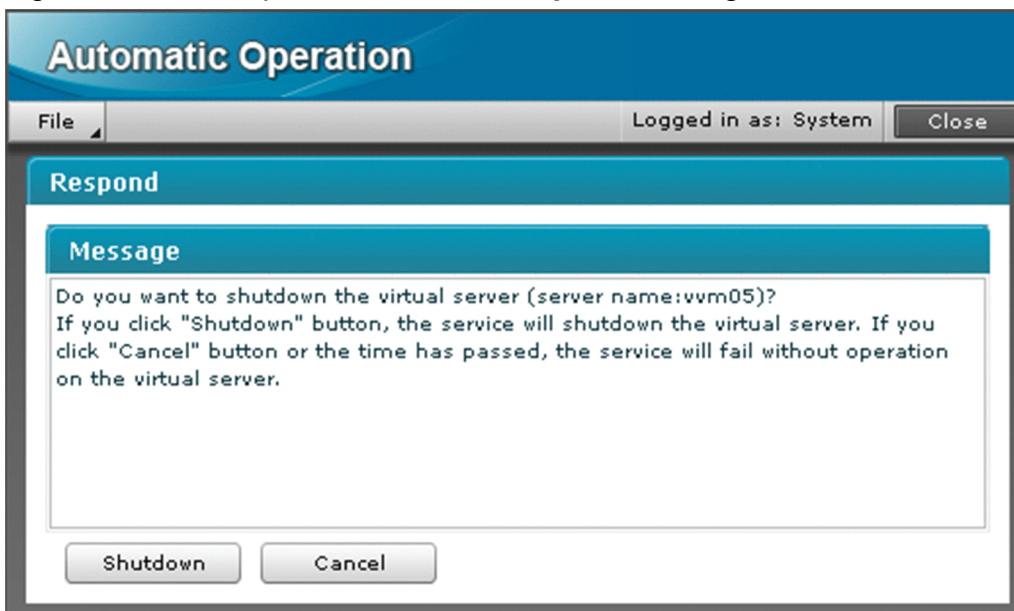 Automatic Operation
File
Logged in as: System
Close
Respond
Message
Do you want to shutdown the virtual server (server name:vvm05)?
If you click "Shutdown" button, the service will shutdown the virtual server. If you
click "Cancel" button or the time has passed, the service will fail without operation
on the virtual server.
Shutdown
Cancel